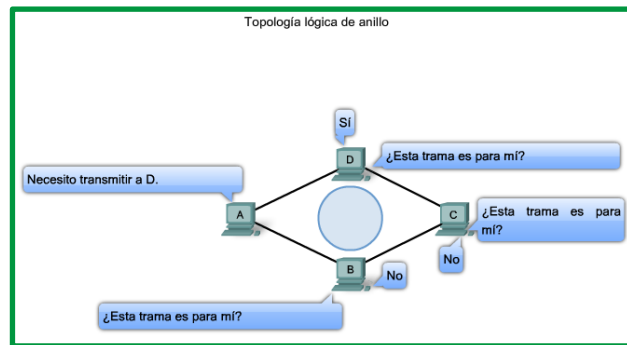 Topología lógica de anillo
Sí
D
¿Esta trama es para mí?
Necesito transmitir a D.
A
C
¿Esta trama es para
mí?
No
B
No
¿Esta trama es para mí?